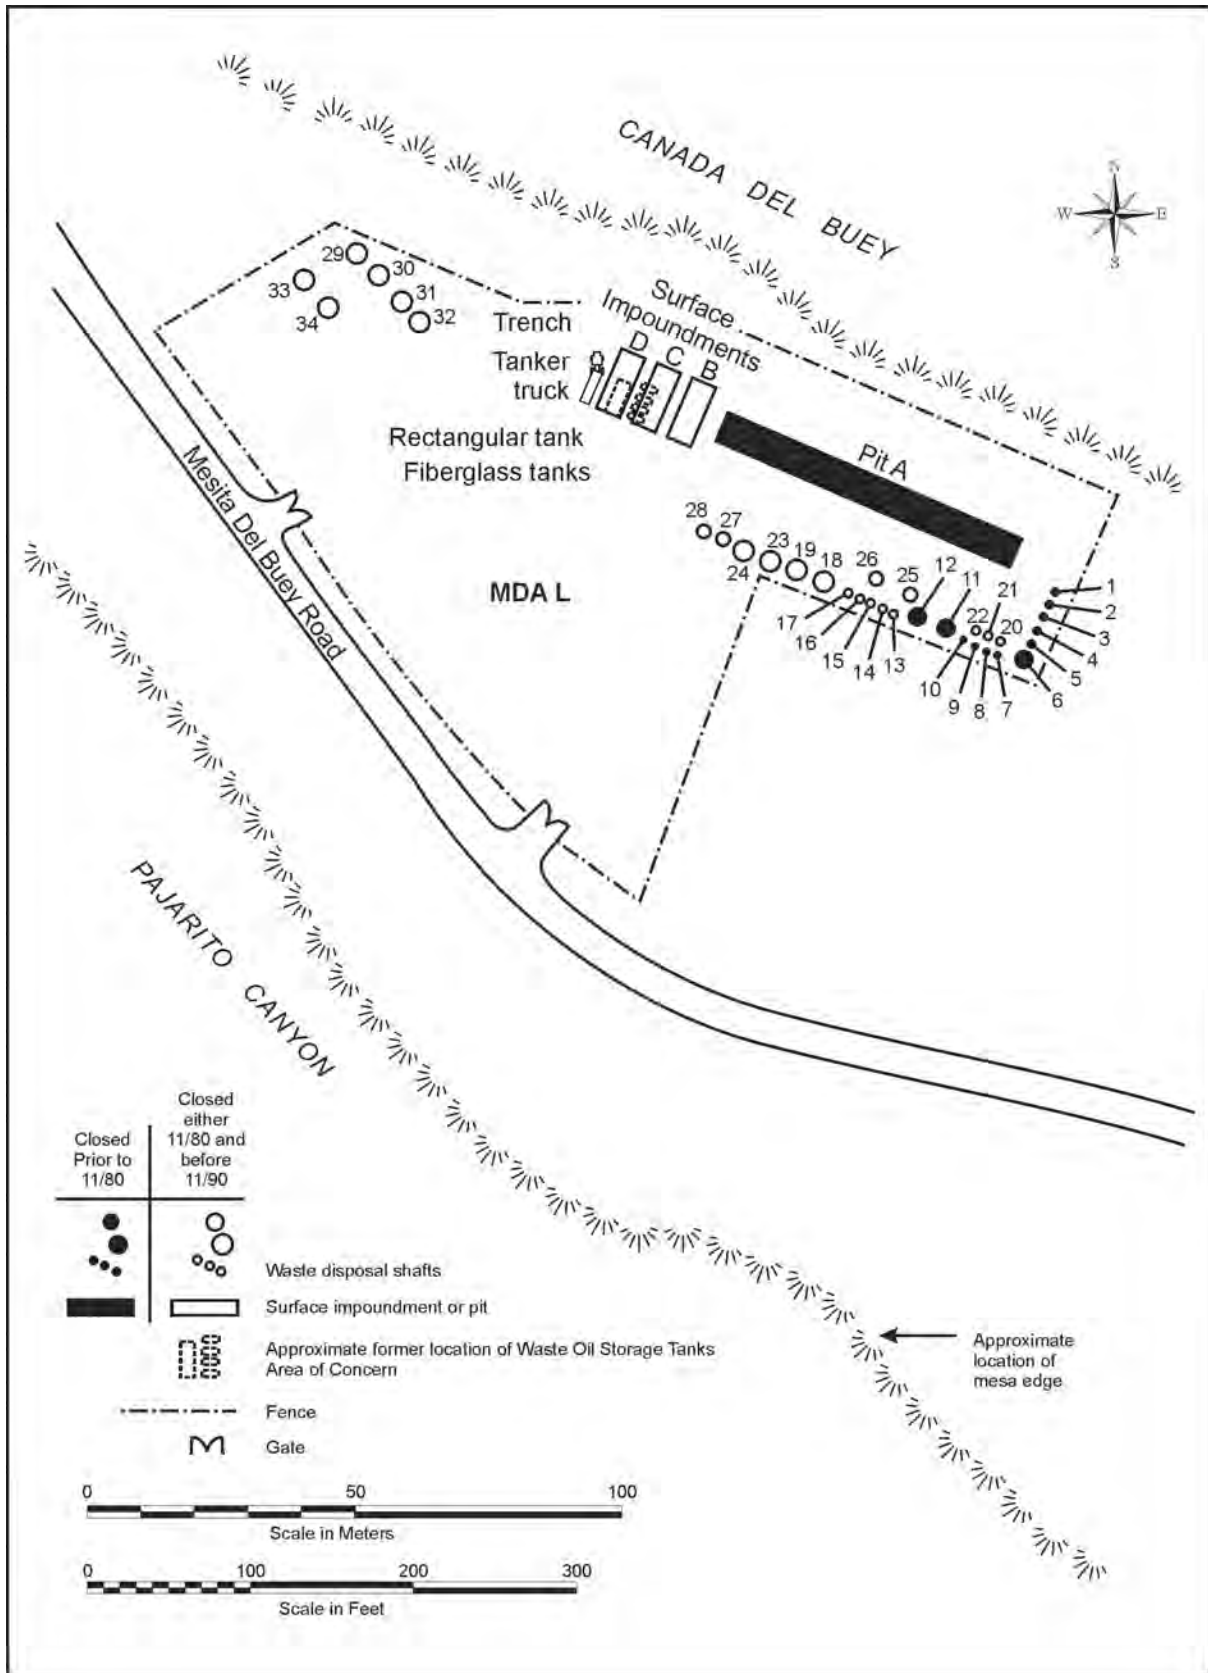 CANADA DEL BUEY
N
W E
S
29
30
33
31
34
32
Trench
Surface
Impoundments
D
C
B
Tanker
truck
Rectangular tank
Fiberglass tanks
Pit A
Mesita Del Buey Road
MDA L
28
27
24
23
19
18
26
25
12
11
21
22
20
17
16
15
14
13
10
9
8
7
1
2
3
4
5
6
PAJARITO CANYON
Closed
Prior to
11/80
Closed
either
11/80 and
before
11/90
Waste disposal shafts
Surface impoundment or pit
Approximate former location of Waste Oil Storage Tanks
Area of Concern
Fence
Gate
Approximate
location of
mesa edge
0 50 100
Scale in Meters
0 100 200 300
Scale in Feet